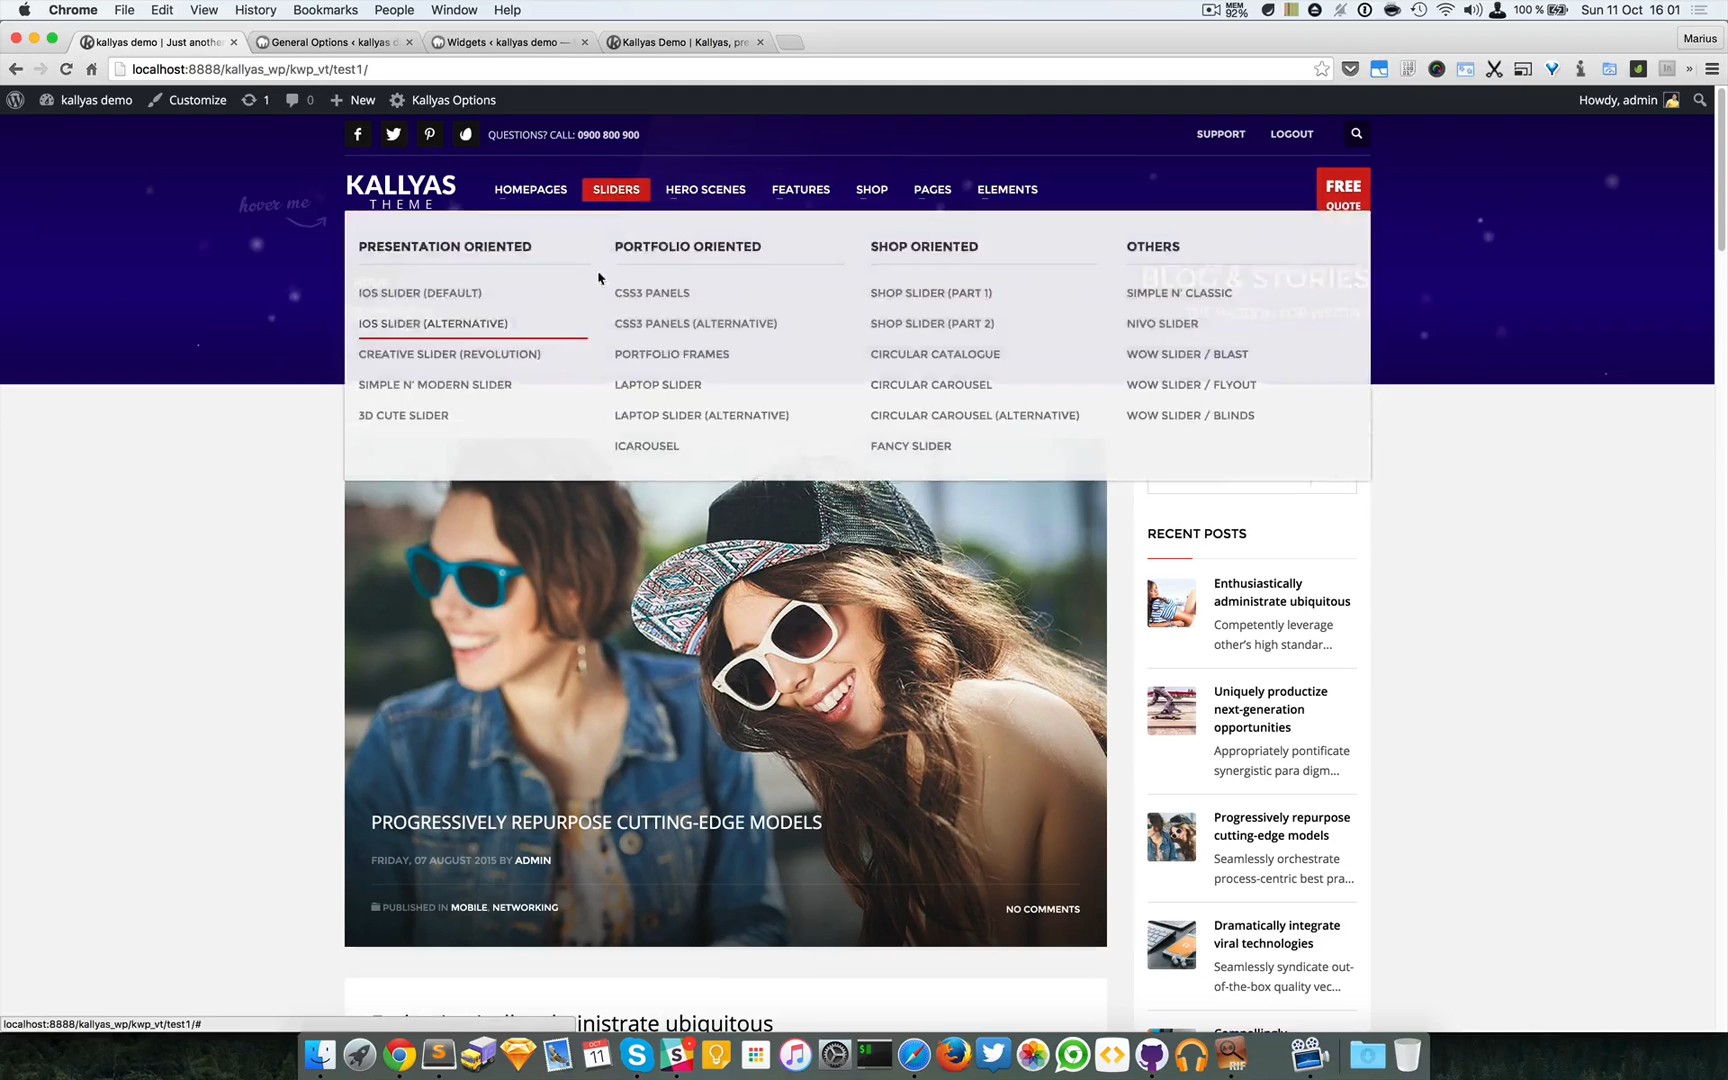 Chrome File Edit View History Bookmarks People Window Help
MEM 92% 100 % Sun 11 Oct 16 01
kallyas demo | Just anothe
General Options ‹ kallyas d
Widgets ‹ kallyas demo —
Kallyas Demo | Kallyas, pre
Marius
localhost:8888/kallyas_wp/kwp_vt/test1/
kallyas demo Customize 1 0 New Kallyas Options
Howdy, admin
QUESTIONS? CALL: 0900 800 900
SUPPORT LOGOUT
hover me
KALLYAS
THEME
HOMEPAGES SLIDERS HERO SCENES FEATURES SHOP PAGES ELEMENTS
FREE
QUOTE
BLOG & STORIES
PRESENTATION ORIENTED
IOS SLIDER (DEFAULT)
IOS SLIDER (ALTERNATIVE)
CREATIVE SLIDER (REVOLUTION)
SIMPLE N' MODERN SLIDER
3D CUTE SLIDER
PORTFOLIO ORIENTED
CSS3 PANELS
CSS3 PANELS (ALTERNATIVE)
PORTFOLIO FRAMES
LAPTOP SLIDER
LAPTOP SLIDER (ALTERNATIVE)
ICAROUSEL
SHOP ORIENTED
SHOP SLIDER (PART 1)
SHOP SLIDER (PART 2)
CIRCULAR CATALOGUE
CIRCULAR CAROUSEL
CIRCULAR CAROUSEL (ALTERNATIVE)
FANCY SLIDER
OTHERS
SIMPLE N' CLASSIC
NIVO SLIDER
WOW SLIDER / BLAST
WOW SLIDER / FLYOUT
WOW SLIDER / BLINDS
PROGRESSIVELY REPURPOSE CUTTING-EDGE MODELS
FRIDAY, 07 AUGUST 2015 BY ADMIN
PUBLISHED IN MOBILE, NETWORKING
NO COMMENTS
RECENT POSTS
Enthusiastically
administrate ubiquitous
Competently leverage
other's high standar...
Uniquely productize
next-generation
opportunities
Appropriately pontificate
synergistic para digm...
Progressively repurpose
cutting-edge models
Seamlessly orchestrate
process-centric best pra...
Dramatically integrate
viral technologies
Seamlessly syndicate out-
of-the-box quality vec...
ministrate ubiquitous
localhost:8888/kallyas_wp/kwp_vt/test1/#
OCT
11
RIF